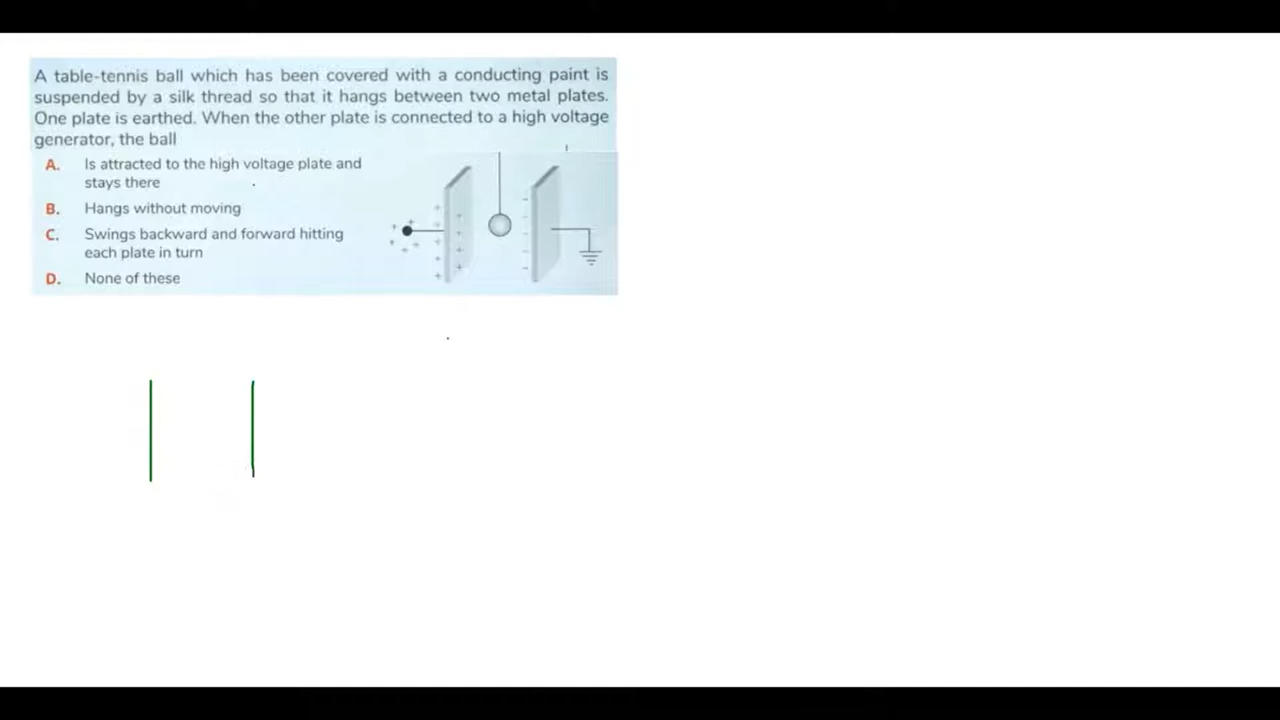 A table-tennis ball which has been covered with a conducting paint is
suspended by a silk thread so that it hangs between two metal plates.
One plate is earthed. When the other plate is connected to a high voltage
generator, the ball
A. Is attracted to the high voltage plate and
stays there
B. Hangs without moving
C. Swings backward and forward hitting
each plate in turn
D. None of these